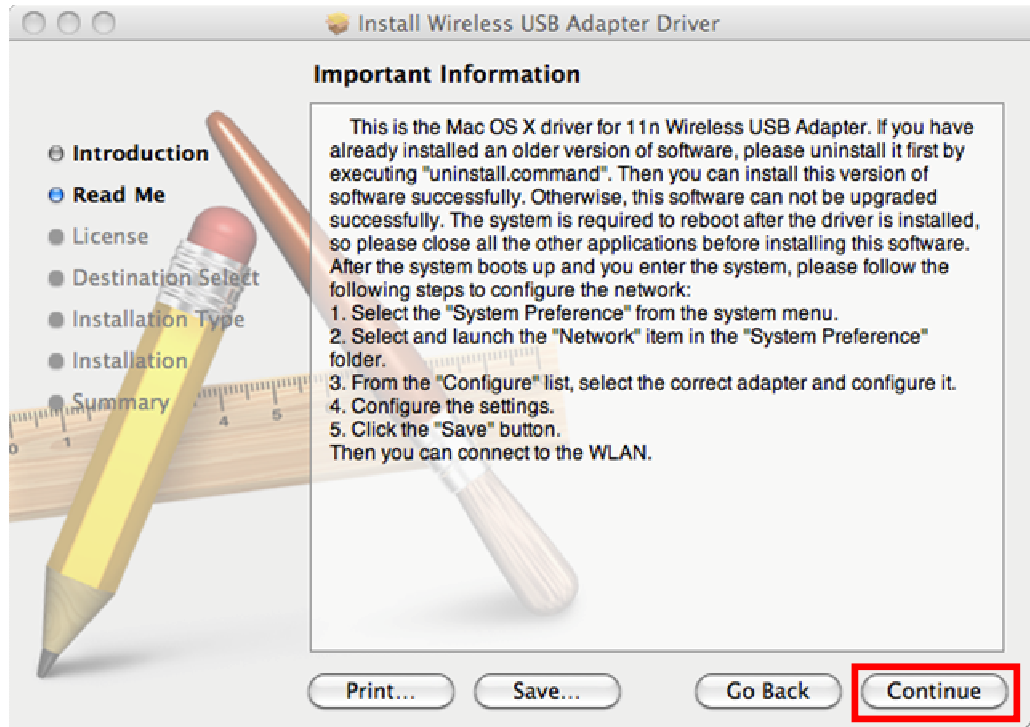 Install Wireless USB Adapter Driver
Important Information
Introduction
Read Me
License
Destination Select
Installation Type
Installation
Summary
This is the Mac OS X driver for 11n Wireless USB Adapter. If you have
already installed an older version of software, please uninstall it first by
executing "uninstall.command". Then you can install this version of
software successfully. Otherwise, this software can not be upgraded
successfully. The system is required to reboot after the driver is installed,
so please close all the other applications before installing this software.
After the system boots up and you enter the system, please follow the
following steps to configure the network:
1. Select the "System Preference" from the system menu.
2. Select and launch the "Network" item in the "System Preference"
folder.
3. From the "Configure" list, select the correct adapter and configure it.
4. Configure the settings.
5. Click the "Save" button.
Then you can connect to the WLAN.
0 1 4 5
Print... Save... Go Back Continue